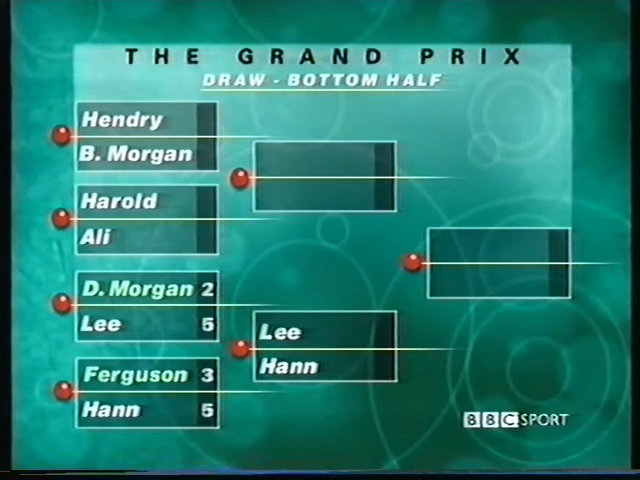 THE GRAND PRIX
DRAW - BOTTOM HALF
Hendry
B. Morgan
Harold
Ali
D. Morgan 2
Lee 5
Ferguson 3
Hann 5
Lee
Hann
BBC SPORT